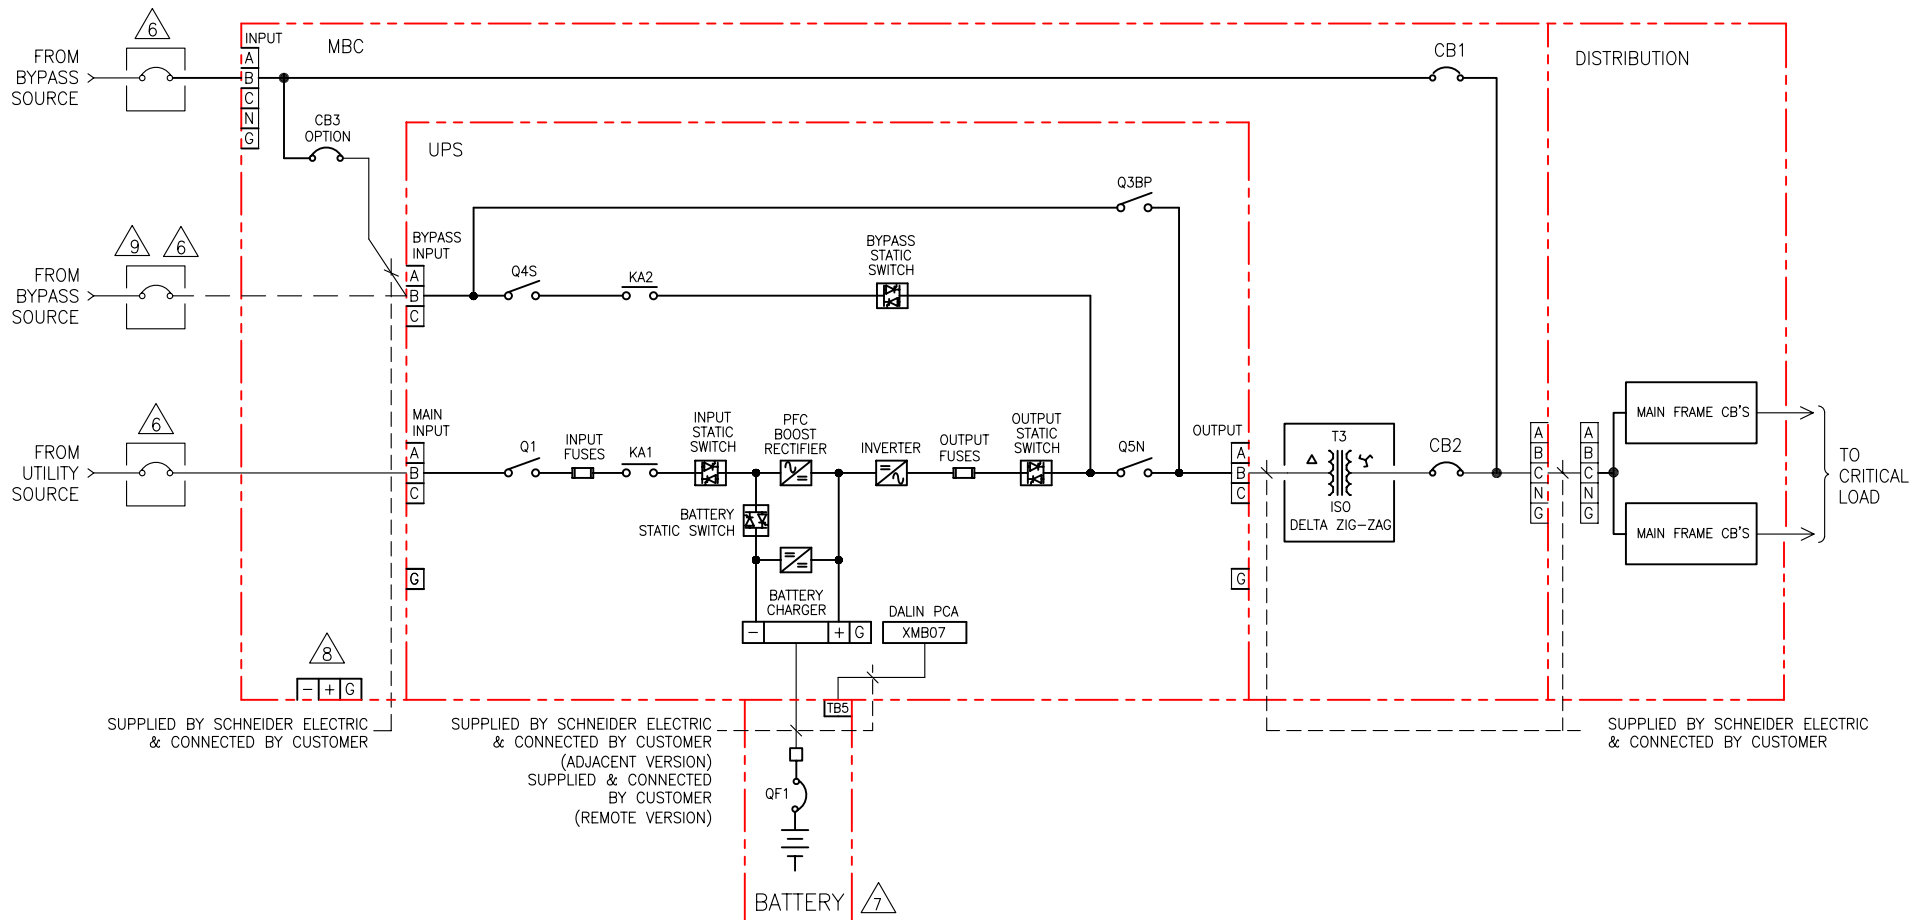 6
INPUT
MBC
FROM
BYPASS
SOURCE
A
B
C
N
G
CB1
DISTRIBUTION
CB3
OPTION
UPS
Q3BP
9
6
FROM
BYPASS
SOURCE
BYPASS
INPUT
A
B
C
Q4S
KA2
BYPASS
STATIC
SWITCH
6
FROM
UTILITY
SOURCE
MAIN
INPUT
A
B
C
G
Q1
INPUT
FUSES
KA1
INPUT
STATIC
SWITCH
PFC
BOOST
RECTIFIER
INVERTER
OUTPUT
FUSES
OUTPUT
STATIC
SWITCH
Q5N
OUTPUT
A
B
C
G
T3
ISO
DELTA ZIG-ZAG
CB2
A
B
C
N
G
A
B
C
N
G
MAIN FRAME CB'S
MAIN FRAME CB'S
TO
CRITICAL
LOAD
BATTERY
STATIC SWITCH
BATTERY
CHARGER
- + G
DALIN PCA
XMB07
8
- + G
TB5
SUPPLIED BY SCHNEIDER ELECTRIC
& CONNECTED BY CUSTOMER
SUPPLIED BY SCHNEIDER ELECTRIC
& CONNECTED BY CUSTOMER
(ADJACENT VERSION)
SUPPLIED & CONNECTED
BY CUSTOMER
(REMOTE VERSION)
QF1
SUPPLIED BY SCHNEIDER ELECTRIC
& CONNECTED BY CUSTOMER
BATTERY
7